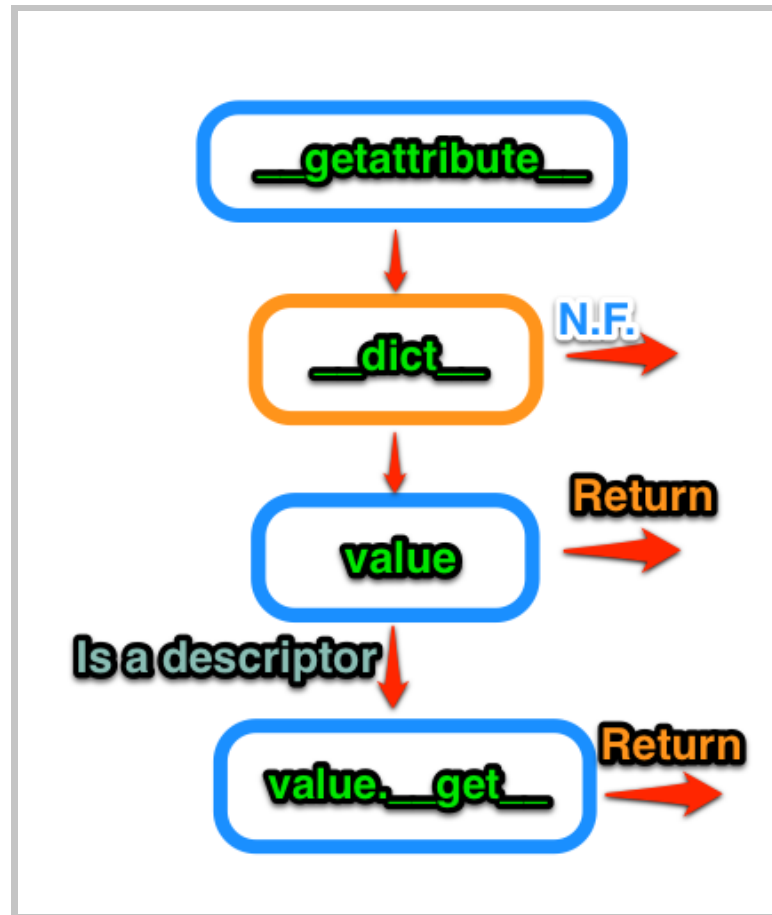 __getattribute__
__dict__
N.F.
value
Return
Is a descriptor
value.__get__
Return